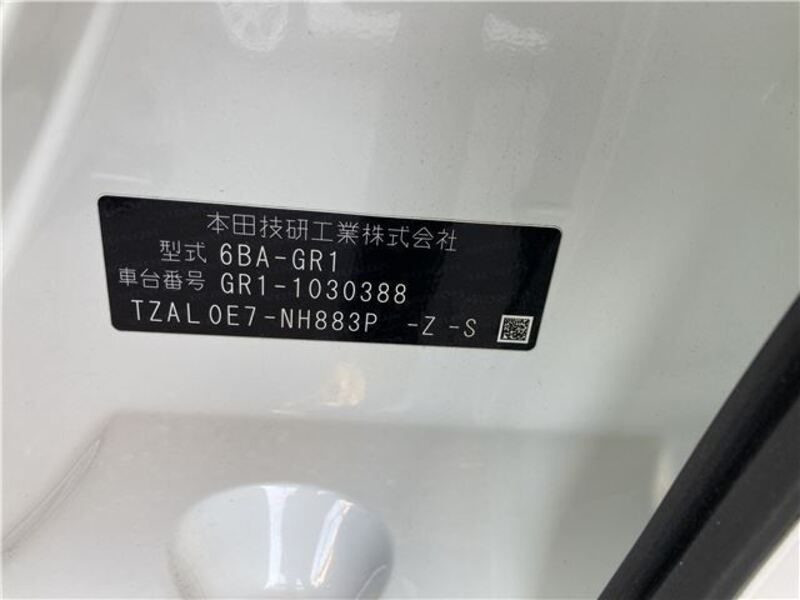 本田技研工業株式会社
型式 6BA-GR1
車台番号 GR1-1030388
TZAL0E7-NH883P -Z -S